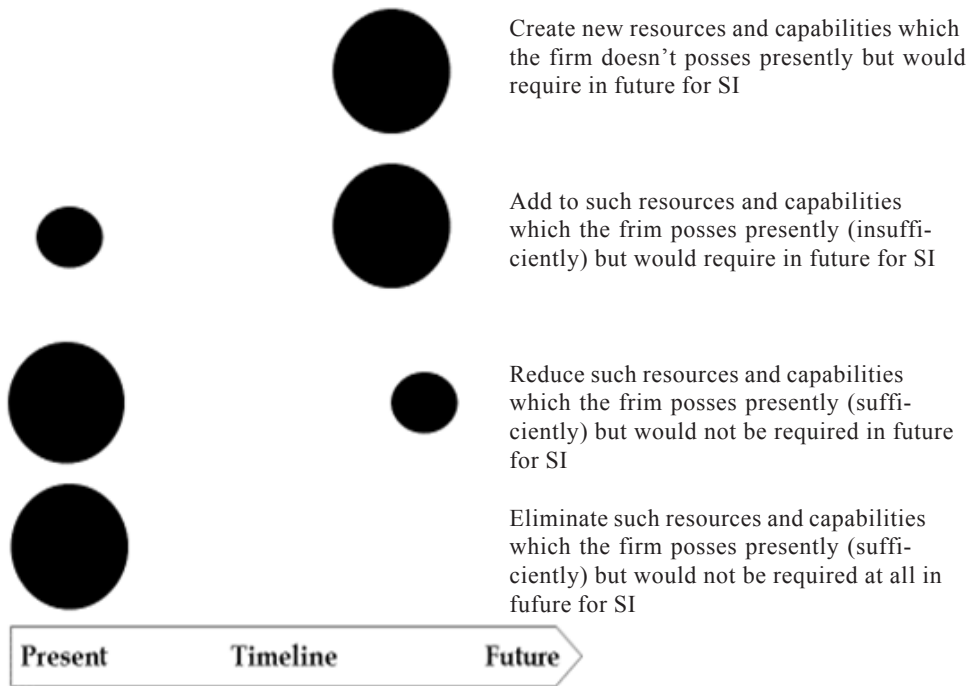 Create new resources and capabilities which
the firm doesn’t posses presently but would
require in future for SI
Add to such resources and capabilities
which the frim posses presently (insuffi-
ciently) but would require in future for SI
Reduce such resources and capabilities
which the frim posses presently (suffi-
ciently) but would not be required in future
for SI
Eliminate such resources and capabilities
which the firm posses presently (suffi-
ciently) but would not be required at all in
fufure for SI
Present Timeline Future